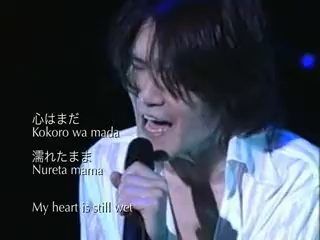 心はまだ
Kokoro wa mada
濡れたまま
Nureta mama
My heart is still wet